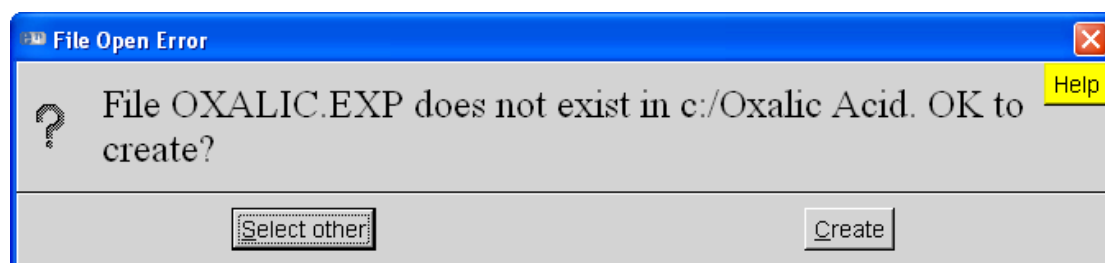 File Open Error
Help
File OXALIC.EXP does not exist in c:/Oxalic Acid. OK to
create?
Select other
Create